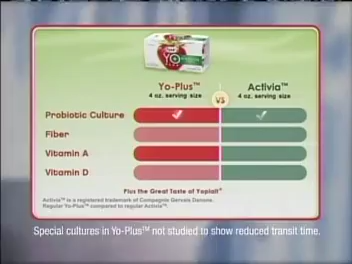 YO
Yo-Plus™ Activia™
4 oz. serving size VS 4 oz. serving size
Probiotic Culture
Fiber
Vitamin A
Vitamin D
Plus the Great Taste of Yoplait®
Activia™ is a registered trademark of Compagnie Gervais Danone.
Regular Yo-Plus™ compared to regular Activia™.
Special cultures in Yo-Plus™ not studied to show reduced transit time.